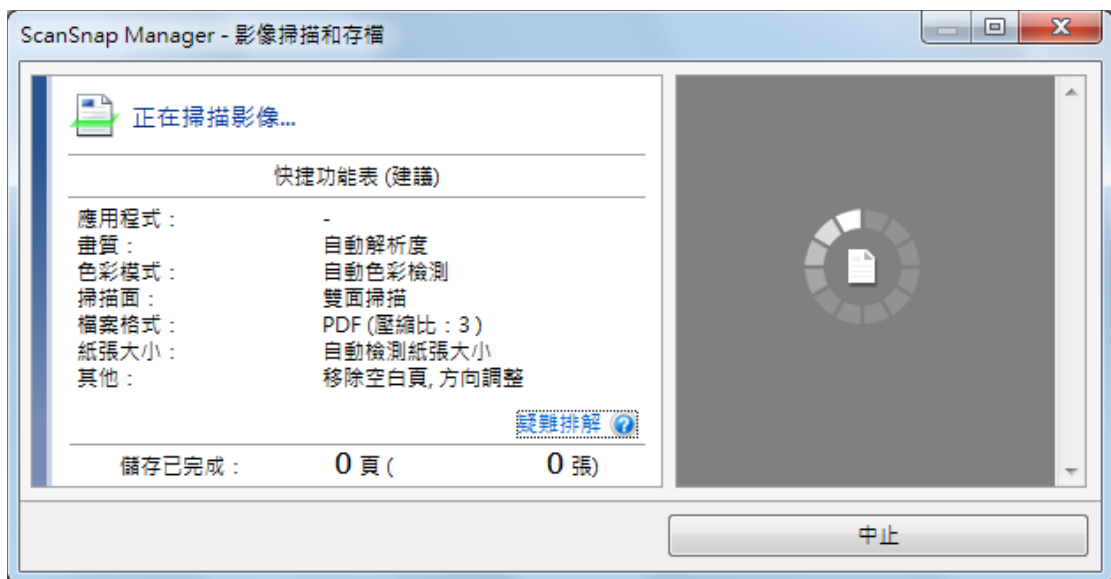 ScanSnap Manager - 影像掃描和存檔
正在掃描影像...
快捷功能表 (建議)
應用程式： -
畫質： 自動解析度
色彩模式： 自動色彩檢測
掃描面： 雙面掃描
檔案格式： PDF (壓縮比：3 )
紙張大小： 自動檢測紙張大小
其他： 移除空白頁, 方向調整
疑難排解
儲存已完成： 0 頁 ( 0 張)
中止